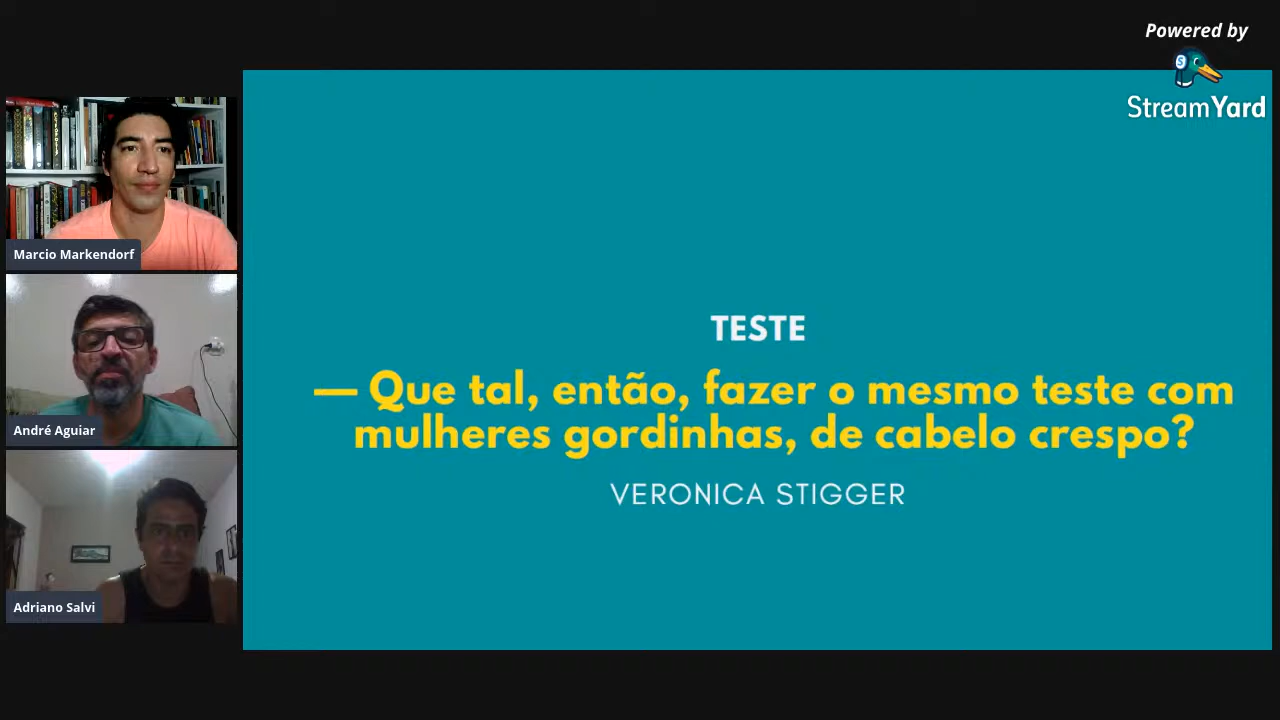 Powered by
StreamYard
Marcio Markendorf
André Aguiar
Adriano Salvi
TESTE
— Que tal, então, fazer o mesmo teste com
mulheres gordinhas, de cabelo crespo?
VERONICA STIGGER